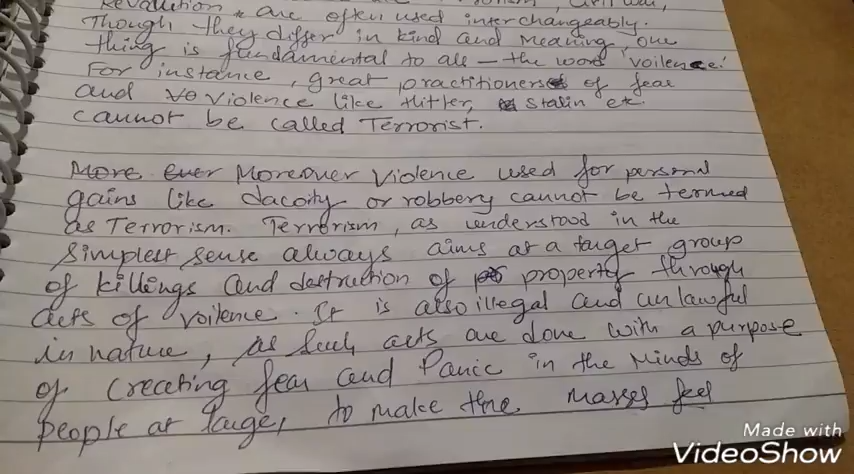 Revolution are often used interchangeably.
Though they differ in kind and meaning, one
thing is fundamental to all – the word 'voilence'.
For instance, great practitioners of fear
and Violence like Hitler, Stalin etc.
cannot be called Terrorist.
More ever Moreover Violence used for personal
gains like dacoity or robbery cannot be termed
as Terrorism. Terrorism, as understood in the
simplest sense always aims at a target group
of killings and destruction of property through
acts of voilence. It is also illegal and unlawful
in nature, as such acts are done with a purpose
of creating fear and Panic in the Minds of
people at large, to make the masses feel
Made with
VideoShow